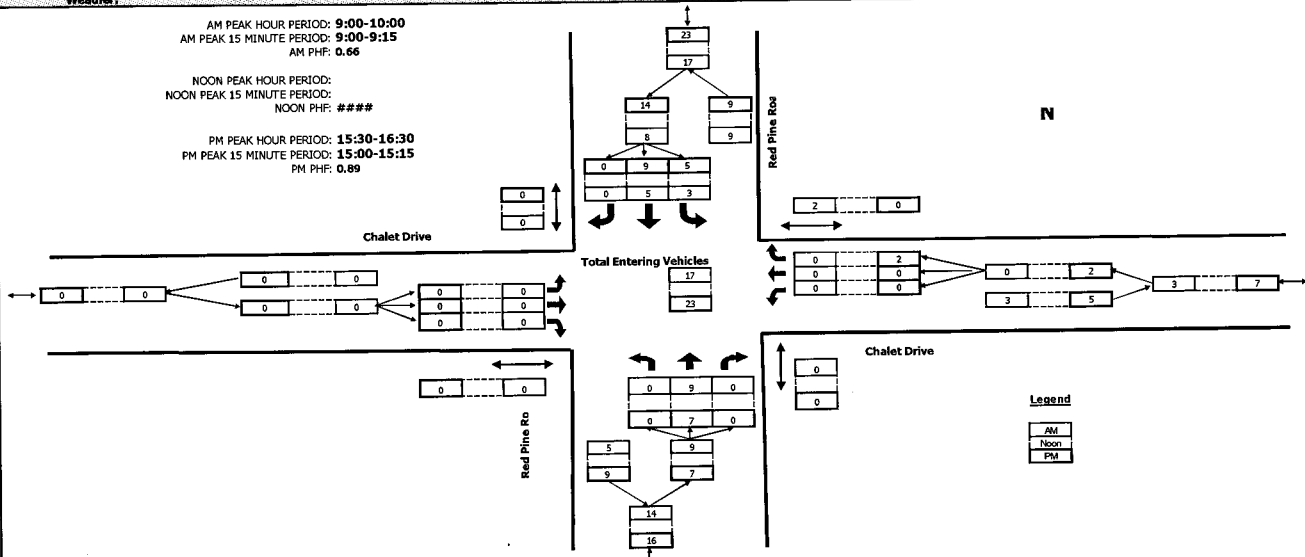 Weather:
AM PEAK HOUR PERIOD: 9:00-10:00
AM PEAK 15 MINUTE PERIOD: 9:00-9:15
AM PHF: 0.66
NOON PEAK HOUR PERIOD:
NOON PEAK 15 MINUTE PERIOD:
NOON PHF: ####
PM PEAK HOUR PERIOD: 15:30-16:30
PM PEAK 15 MINUTE PERIOD: 15:00-15:15
PM PHF: 0.89
23
17
14 9
8 9
0 9 5
0 5 3
Red Pine Roa
N
0
0
2 0
Chalet Drive
Total Entering Vehicles
17
23
0 0
0 0
0 0
0 0
0 0
0 0
0 2
0 0
0 0
0 2
3 5
3 7
Chalet Drive
0 0
0
0
0 9 0
0 7 0
Red Pine Ro
5 9
9 7
14
16
Legend
AM
Noon
PM